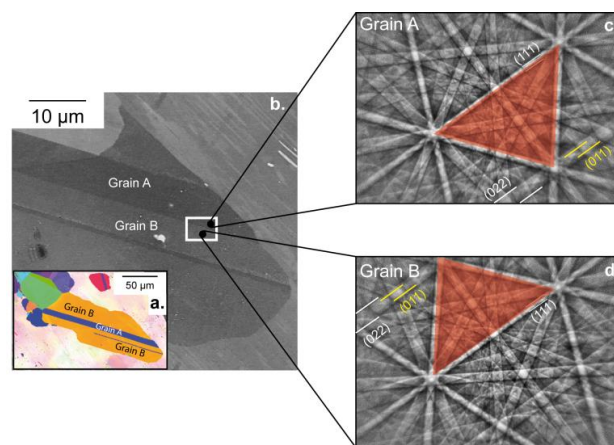 Grain A
c.
(111)
(011)
(022)
b.
10 µm
Grain A
Grain B
50 µm
a.
Grain B
Grain A
Grain B
Grain B
d.
(011)
(022)
(111)